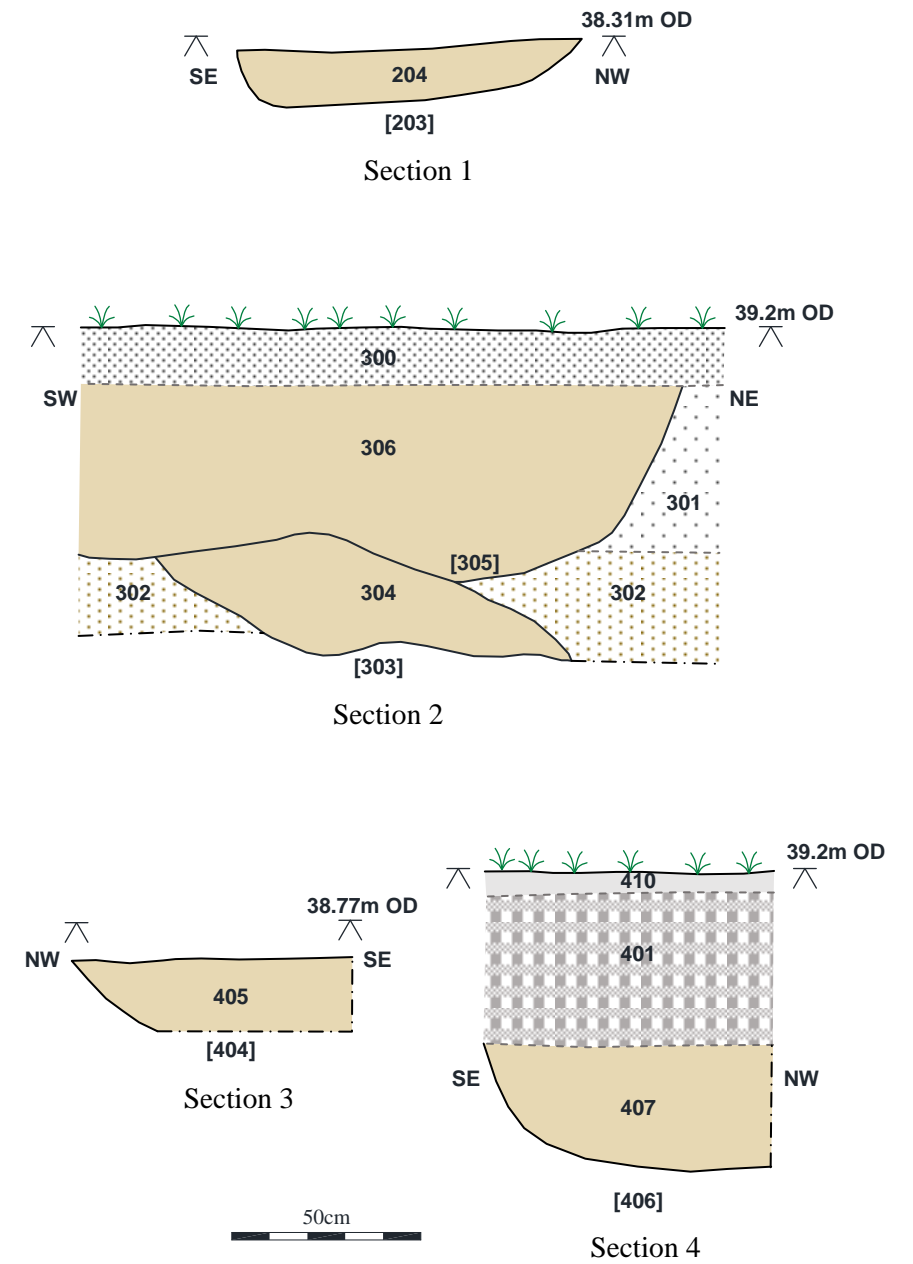 38.31m OD
SE
204
NW
[203]
Section 1
39.2m OD
300
SW
NE
306
301
[305]
302
304
302
[303]
Section 2
39.2m OD
410
38.77m OD
NW
SE
401
405
[404]
SE
NW
Section 3
407
[406]
50cm
Section 4